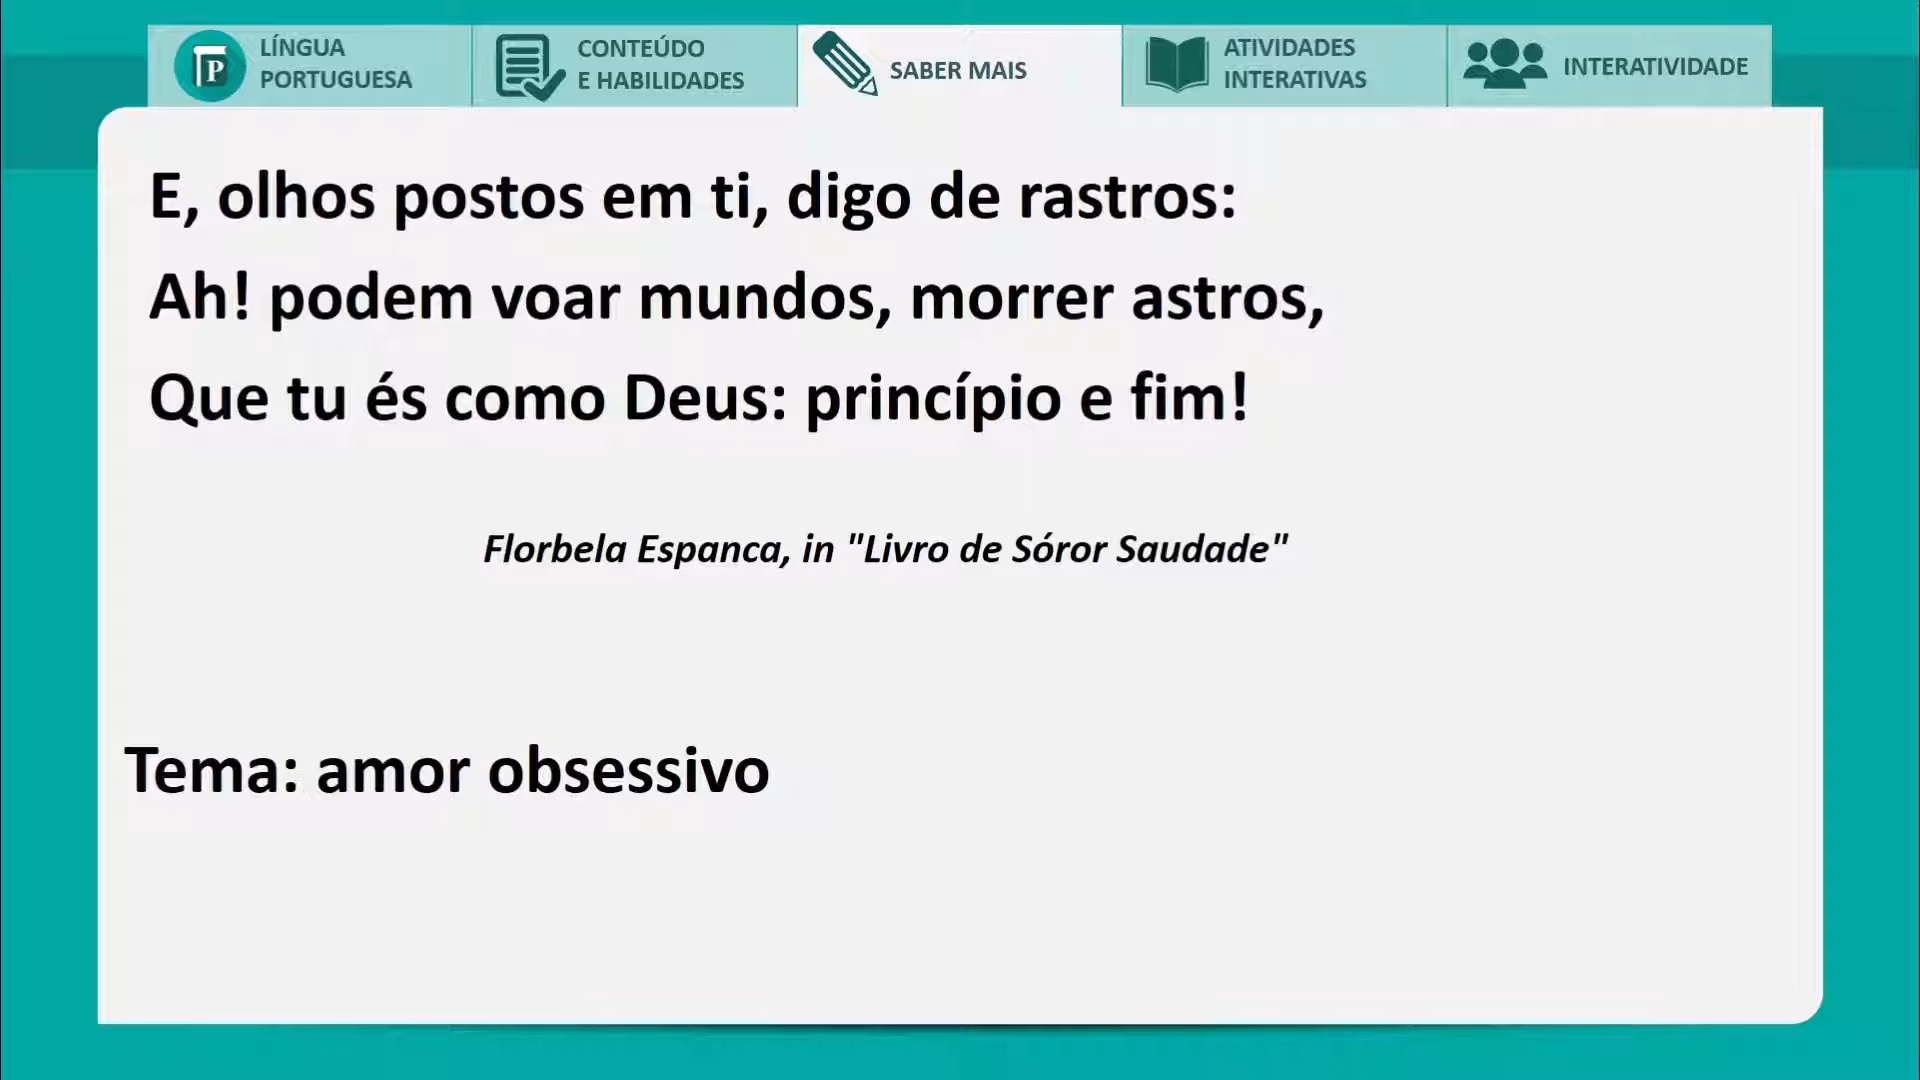 LÍNGUA
PORTUGUESA
CONTEÚDO
E HABILIDADES
SABER MAIS
ATIVIDADES
INTERATIVAS
INTERATIVIDADE
E, olhos postos em ti, digo de rastros:
Ah! podem voar mundos, morrer astros,
Que tu és como Deus: princípio e fim!
Florbela Espanca, in "Livro de Sóror Saudade"
Tema: amor obsessivo